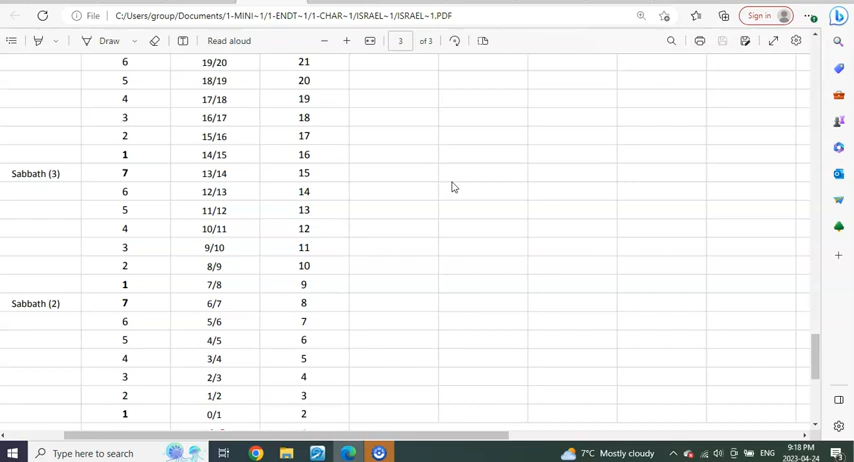 File C:/Users/group/Documents/1-MINI~1/1-ENDT~1/1-CHAR~1/ISRAEL~1/ISRAEL~1.PDF Sign in
Draw Read aloud 3 of 3
6 19/20 21
5 18/19 20
4 17/18 19
3 16/17 18
2 15/16 17
1 14/15 16
Sabbath (3) 7 13/14 15
6 12/13 14
5 11/12 13
4 10/11 12
3 9/10 11
2 8/9 10
1 7/8 9
Sabbath (2) 7 6/7 8
6 5/6 7
5 4/5 6
4 3/4 5
3 2/3 4
2 1/2 3
1 0/1 2
Type here to search 7°C Mostly cloudy ENG 9:18 PM
2023-04-24 3